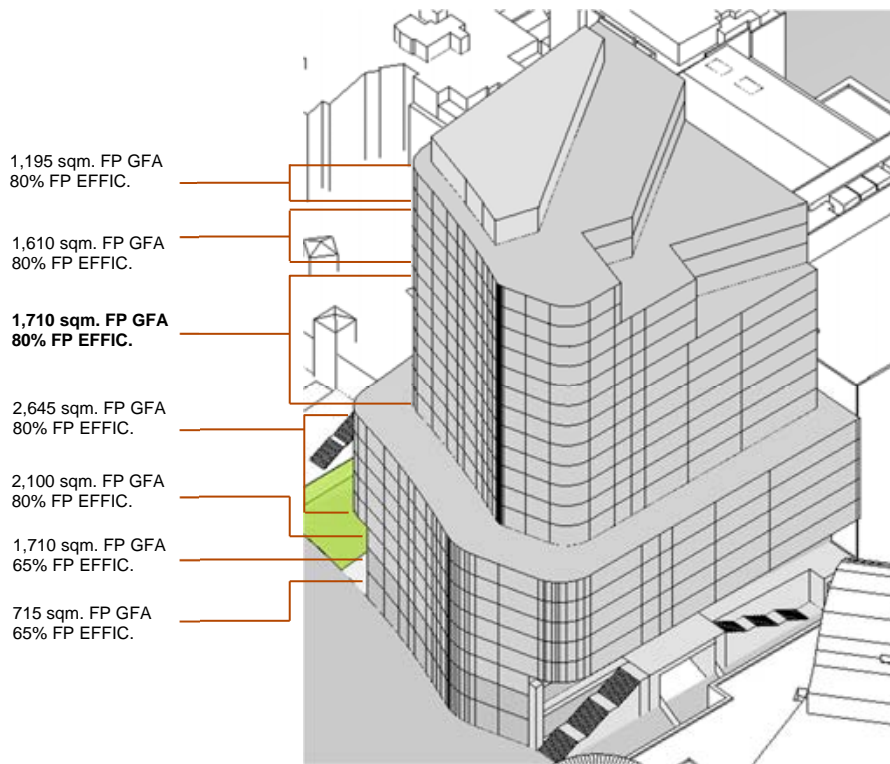 1,195 sqm. FP GFA
80% FP EFFIC.
1,610 sqm. FP GFA
80% FP EFFIC.
1,710 sqm. FP GFA
80% FP EFFIC.
2,645 sqm. FP GFA
80% FP EFFIC.
2,100 sqm. FP GFA
80% FP EFFIC.
1,710 sqm. FP GFA
65% FP EFFIC.
715 sqm. FP GFA
65% FP EFFIC.